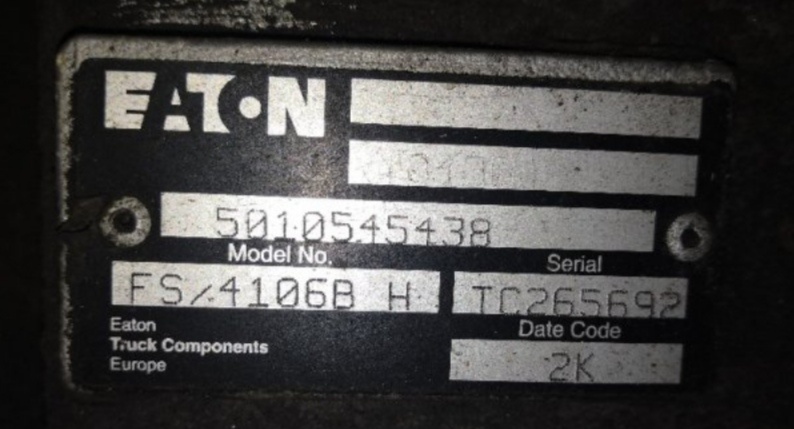 EATON
5010545438
Model No.
Serial
FS/4106B H
TC265692
Eaton
Date Code
Truck Components
Europe
2K